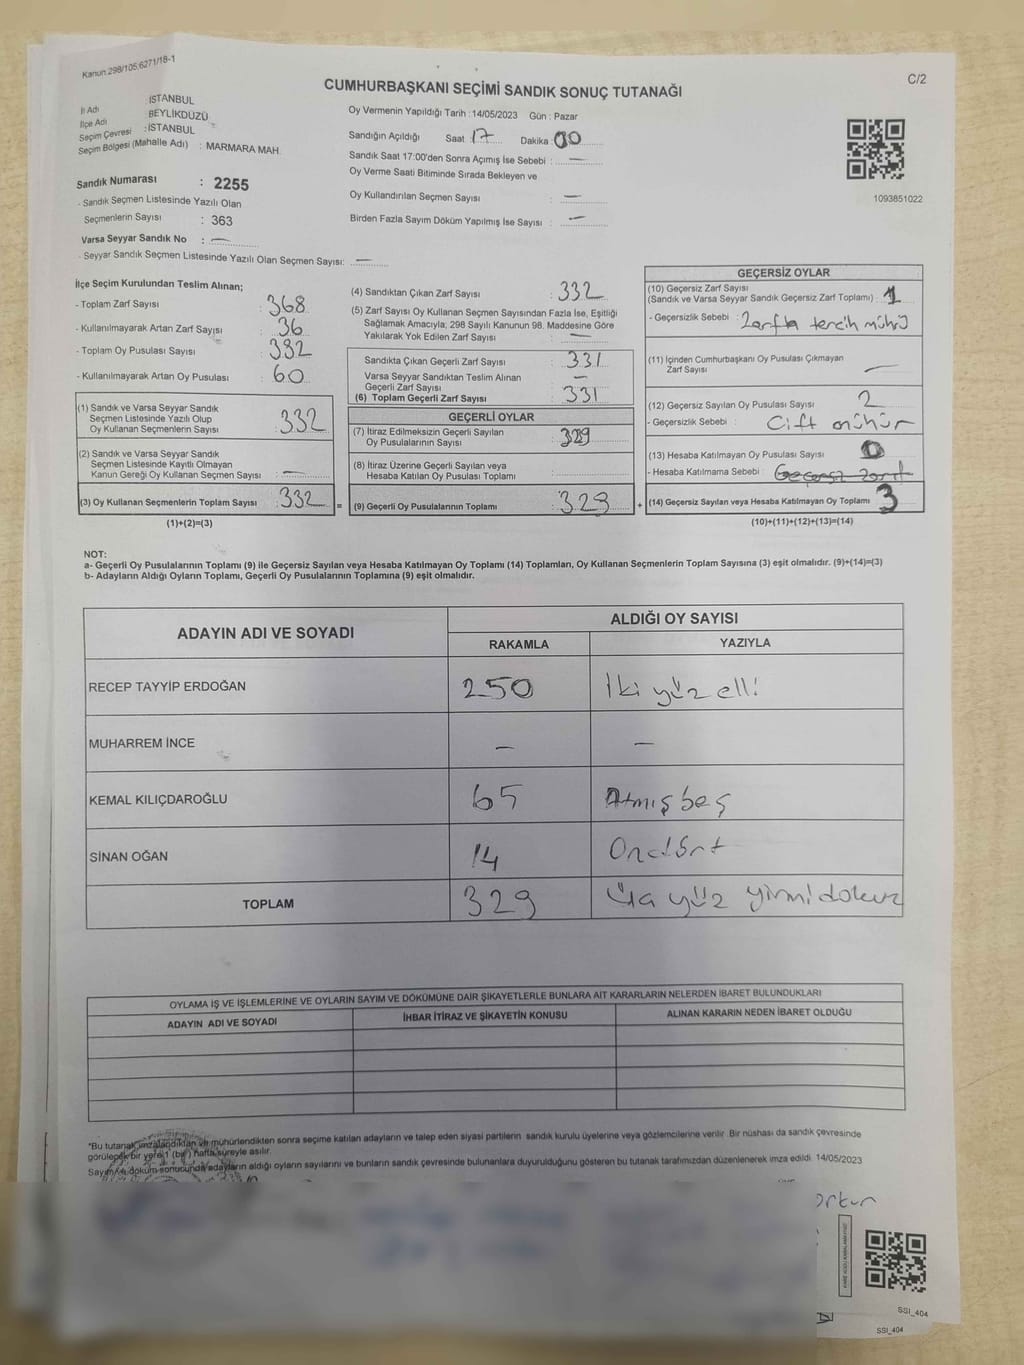 Kanun 298/105:6271/18-1
C/2
CUMHURBAŞKANI SEÇİMİ SANDIK SONUÇ TUTANAĞI
İl Adı : İSTANBUL
İlçe Adı BEYLİKDÜZÜ
Seçim Çevresi : İSTANBUL
Seçim Bölgesi (Mahalle Adı) : MARMARA MAH.
Sandık Numarası : 2255
- Sandık Seçmen Listesinde Yazılı Olan
Seçmenlerin Sayısı : 363
Varsa Seyyar Sandık No : —
- Seyyar Sandık Seçmen Listesinde Yazılı Olan Seçmen Sayısı: —
Oy Vermenin Yapıldığı Tarih : 14/05/2023 Gün : Pazar
Sandığın Açıldığı Saat 17 Dakika : 00
Sandık Saat 17:00'den Sonra Açımış İse Sebebi : —
Oy Verme Saati Bitiminde Sırada Bekleyen ve
Oy Kullandırılan Seçmen Sayısı : —
Birden Fazla Sayım Döküm Yapılmış İse Sayısı : —
1093851022
İlçe Seçim Kurulundan Teslim Alınan;
- Toplam Zarf Sayısı : 368
- Kullanılmayarak Artan Zarf Sayısı : 36
- Toplam Oy Pusulası Sayısı : 392
- Kullanılmayarak Artan Oy Pusulası : 60
(1) Sandık ve Varsa Seyyar Sandık
Seçmen Listesinde Yazılı Olup
Oy Kullanan Seçmenlerin Sayısı : 332
(2) Sandık ve Varsa Seyyar Sandık
Seçmen Listesinde Kayıtlı Olmayan
Kanun Gereği Oy Kullanan Seçmen Sayısı : —
(3) Oy Kullanan Seçmenlerin Toplam Sayısı : 332 =
(1)+(2)=(3)
(4) Sandıktan Çıkan Zarf Sayısı : 332
(5) Zarf Sayısı Oy Kullanan Seçmen Sayısından Fazla İse, Eşitliği
Sağlamak Amacıyla, 298 Sayılı Kanunun 98. Maddesine Göre
Yakılarak Yok Edilen Zarf Sayısı : —
Sandıkta Çıkan Geçerli Zarf Sayısı : 331
Varsa Seyyar Sandıktan Teslim Alınan
Geçerli Zarf Sayısı : —
(6) Toplam Geçerli Zarf Sayısı : 331
GEÇERLİ OYLAR
(7) İtiraz Edilmeksizin Geçerli Sayılan
Oy Pusulalarının Sayısı : 329
(8) İtiraz Üzerine Geçerli Sayılan veya
Hesaba Katılan Oy Pusulası Toplamı :
(9) Geçerli Oy Pusulalarının Toplamı : 329 +
GEÇERSİZ OYLAR
(10) Geçersiz Zarf Sayısı
(Sandık ve Varsa Seyyar Sandık Geçersiz Zarf Toplamı) : 1
- Geçersizlik Sebebi : Zarfta tercih mührü
(11) İçinden Cumhurbaşkanı Oy Pusulası Çıkmayan
Zarf Sayısı —
(12) Geçersiz Sayılan Oy Pusulası Sayısı : 2
- Geçersizlik Sebebi : Çift mühür
(13) Hesaba Katılmayan Oy Pusulası Sayısı : 0
- Hesaba Katılmama Sebebi : Geçersiz zarf
(14) Geçersiz Sayılan veya Hesaba Katılmayan Oy Toplamı : 3
(10)+(11)+(12)+(13)=(14)
NOT:
a- Geçerli Oy Pusulalarının Toplamı (9) ile Geçersiz Sayılan veya Hesaba Katılmayan Oy Toplamı (14) Toplamları, Oy Kullanan Seçmenlerin Toplam Sayısına (3) eşit olmalıdır. (9)+(14)=(3)
b- Adayların Aldığı Oyların Toplamı, Geçerli Oy Pusulalarının Toplamına (9) eşit olmalıdır.
ADAYIN ADI VE SOYADI ALDIĞI OY SAYISI
RAKAMLA YAZIYLA
RECEP TAYYİP ERDOĞAN 250 İki yüz elli
MUHARREM İNCE — —
KEMAL KILIÇDAROĞLU 65 Atmış beş
SİNAN OĞAN 14 Ondört
TOPLAM 329 Üç yüz yirmi dokuz
OYLAMA İŞ VE İŞLEMLERİNE VE OYLARIN SAYIM VE DÖKÜMÜNE DAİR ŞİKAYETLERLE BUNLARA AİT KARARLARIN NELERDEN İBARET BULUNDUKLARI
ADAYIN ADI VE SOYADI İHBAR İTİRAZ VE ŞİKAYETİN KONUSU ALINAN KARARIN NEDEN İBARET OLDUĞU
*Bu tutanak imzalandıktan ve mühürlendikten sonra seçime katılan adayların ve talep eden siyasi partilerin sandık kurulu üyelerine veya gözlemcilerine verilir. Bir nüshası da sandık çevresinde
görülecek bir yere 1 (bir) hafta süreyle asılır.
Sayım ve döküm sonucunda adayların aldığı oyların sayılarını ve bunların sandık çevresinde bulunanlara duyurulduğunu gösteren bu tutanak tarafımızdan düzenlenerek imza edildi. 14/05/2023
SSI_404
SSI_404